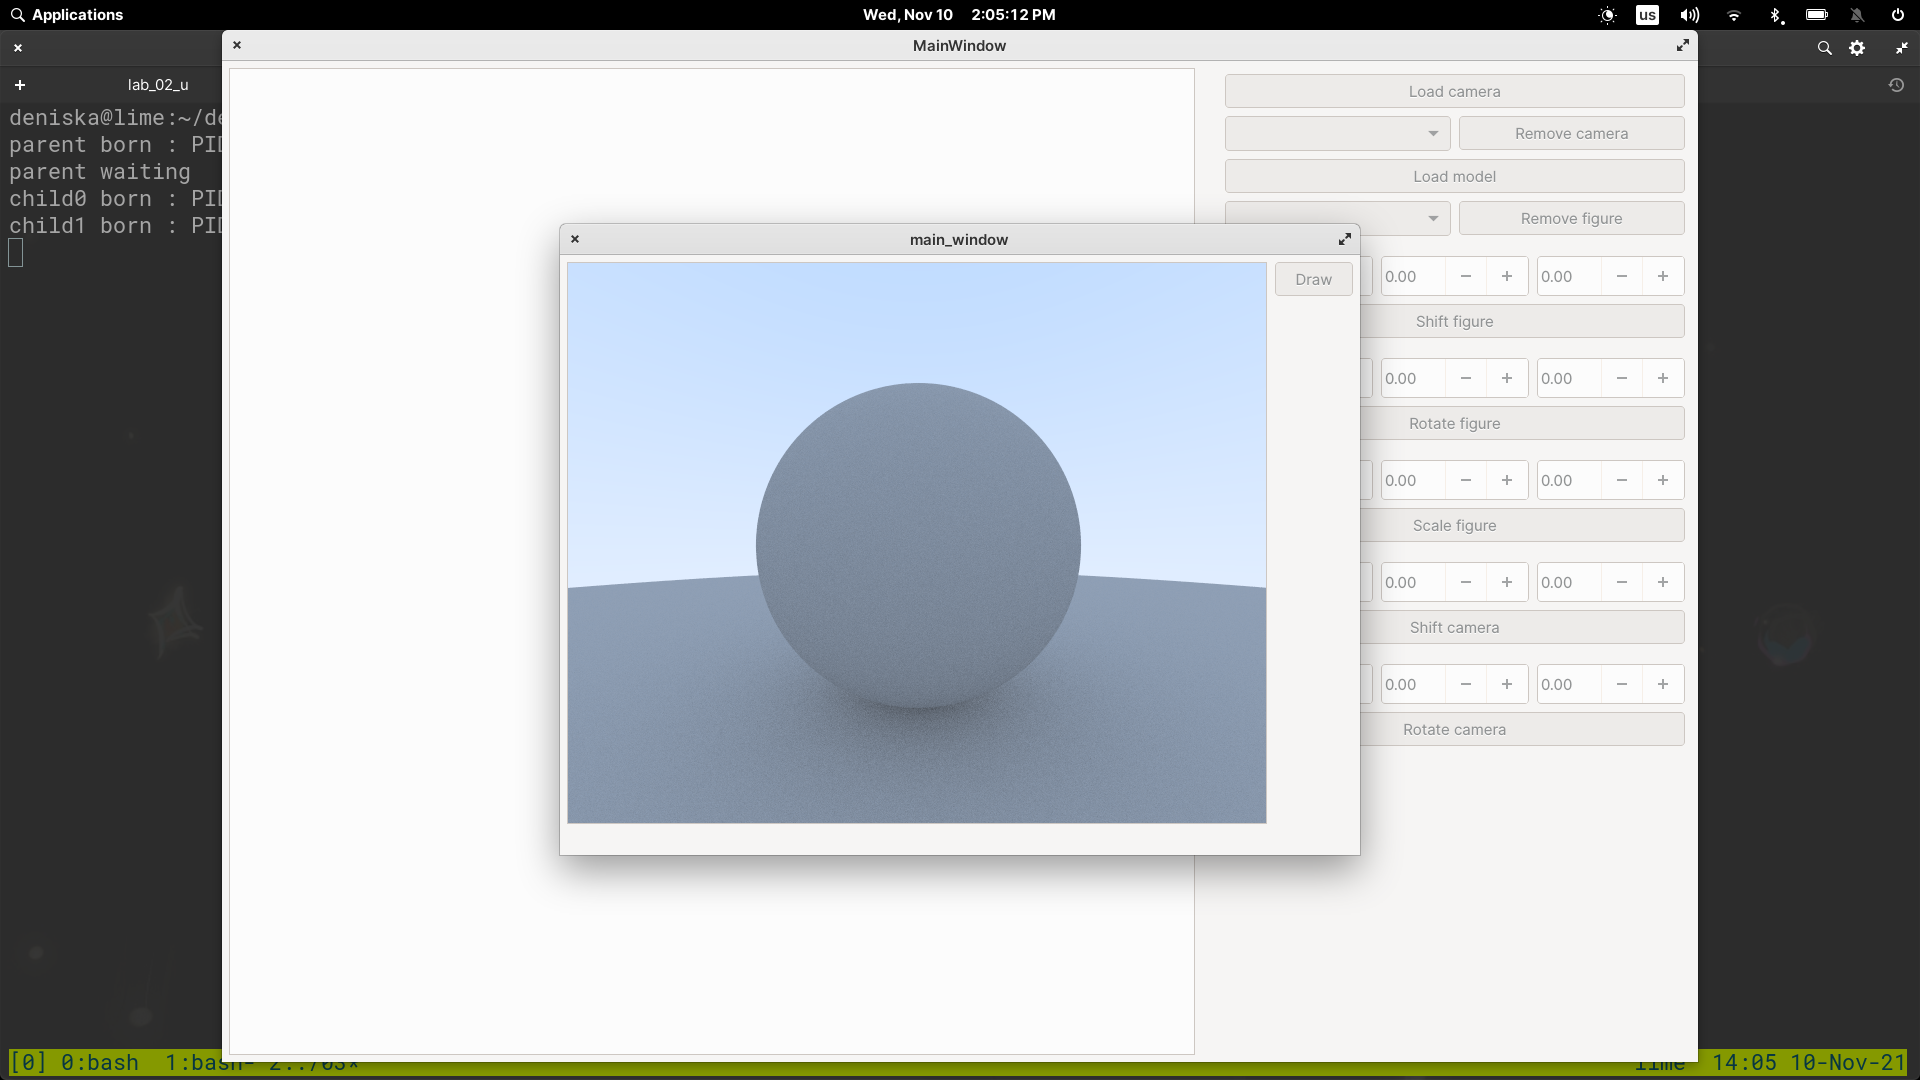 Applications
Wed, Nov 10 2:05:12 PM
us
MainWindow
lab_02_u
deniska@lime:~/de
parent born : PID
parent waiting
child0 born : PID
child1 born : PID
Load camera
Remove camera
Load model
Remove figure
main_window
Draw
0.00 0.00
Shift figure
0.00 0.00
Rotate figure
0.00 0.00
Scale figure
0.00 0.00
Shift camera
0.00 0.00
Rotate camera
[0] 0:bash 1:bash- 2:./03*
lime 14:05 10-Nov-21